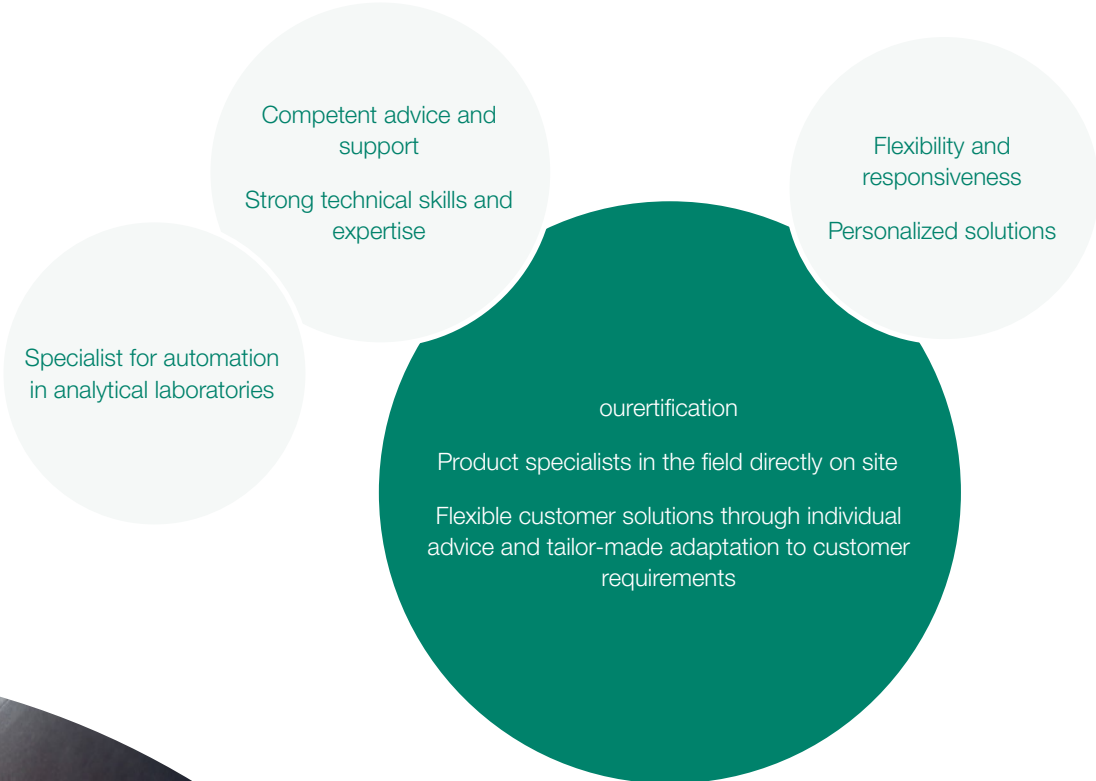 Competent advice and
support
Strong technical skills and
expertise
Flexibility and
responsiveness
Personalized solutions
Specialist for automation
in analytical laboratories
ourertification
Product specialists in the field directly on site
Flexible customer solutions through individual
advice and tailor-made adaptation to customer
requirements